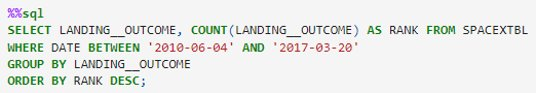 %%sql
SELECT LANDING__OUTCOME, COUNT(LANDING__OUTCOME) AS RANK FROM SPACEXTBL
WHERE DATE BETWEEN '2010-06-04' AND '2017-03-20'
GROUP BY LANDING__OUTCOME
ORDER BY RANK DESC;